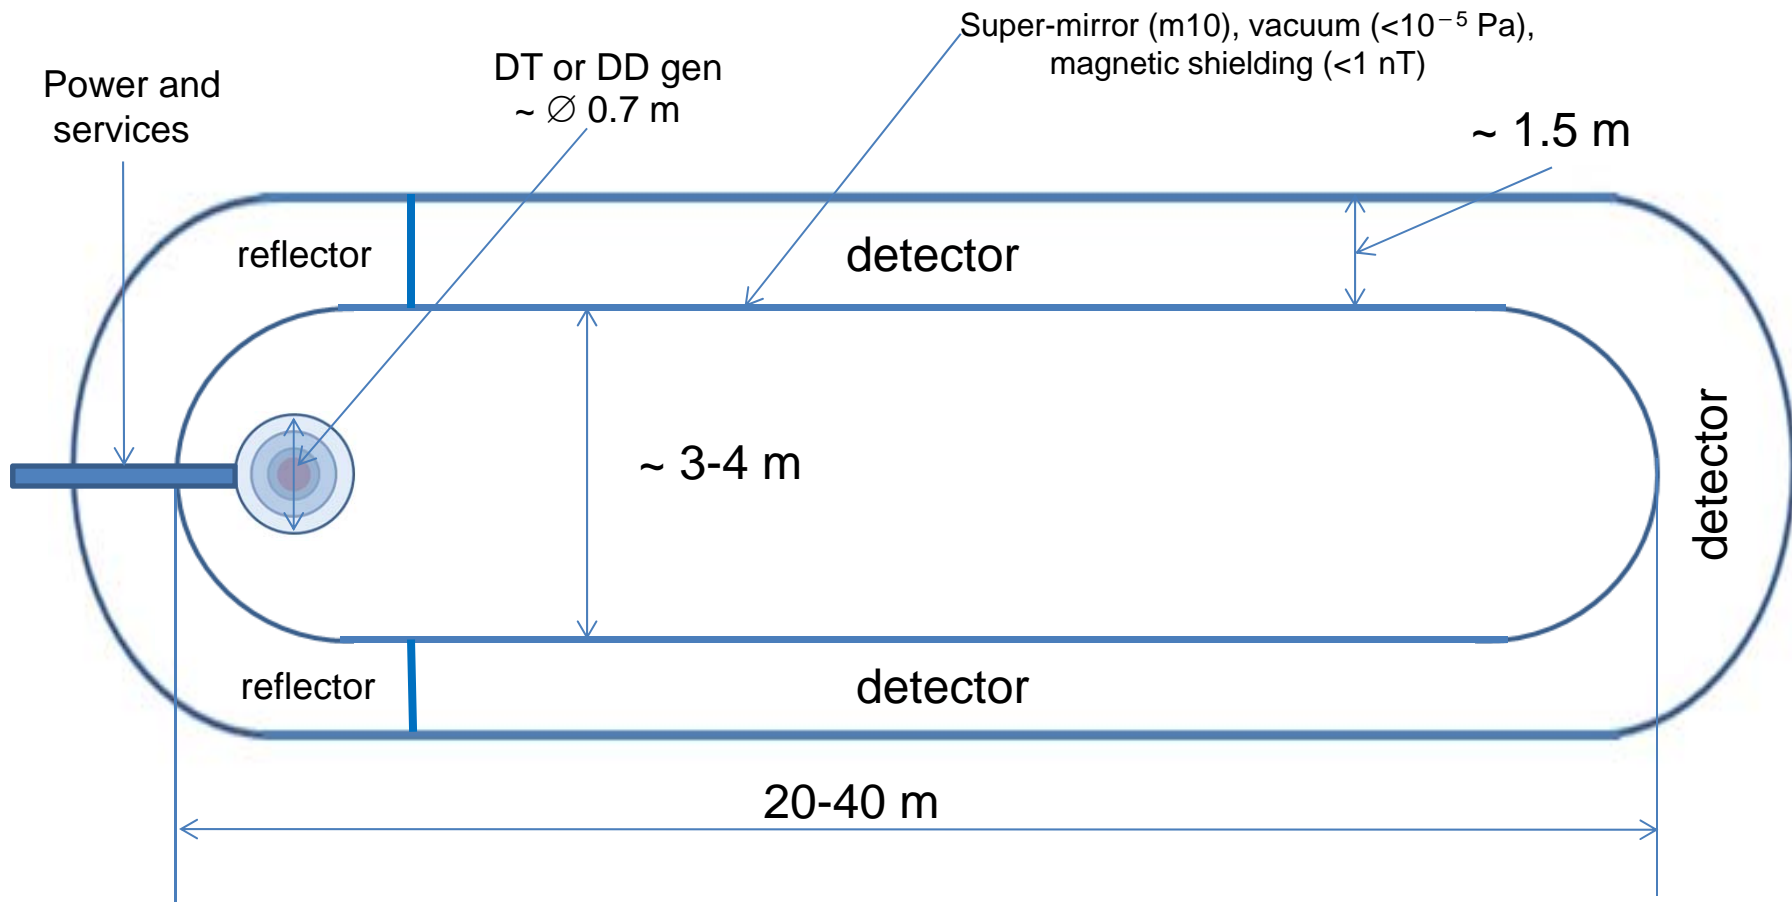 Super-mirror (m10), vacuum (<10⁻⁵ Pa),
magnetic shielding (<1 nT)
Power and
services
DT or DD gen
~ ∅ 0.7 m
~ 1.5 m
reflector
detector
~ 3-4 m
detector
reflector
detector
20-40 m